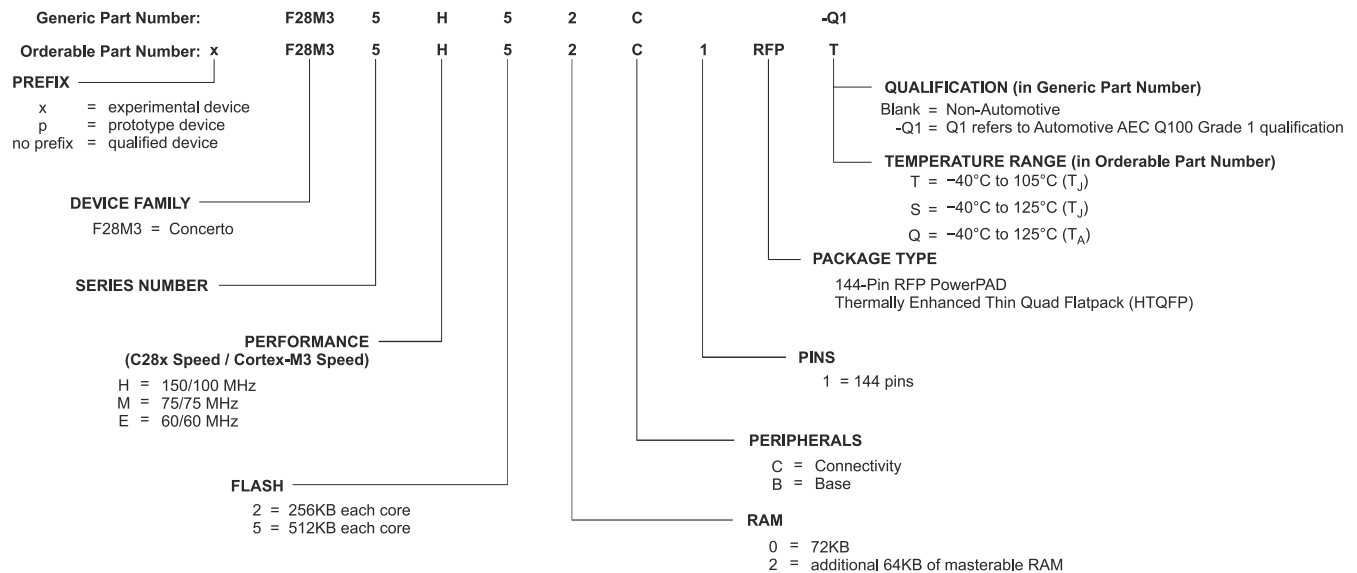 Generic Part Number: F28M3 5 H 5 2 C -Q1
Orderable Part Number: x F28M3 5 H 5 2 C 1 RFP T
PREFIX
x = experimental device
p = prototype device
no prefix = qualified device
QUALIFICATION (in Generic Part Number)
Blank = Non-Automotive
-Q1 = Q1 refers to Automotive AEC Q100 Grade 1 qualification
TEMPERATURE RANGE (in Orderable Part Number)
T = −40°C to 105°C (TJ)
S = −40°C to 125°C (TJ)
Q = −40°C to 125°C (TA)
DEVICE FAMILY
F28M3 = Concerto
PACKAGE TYPE
144-Pin RFP PowerPAD
Thermally Enhanced Thin Quad Flatpack (HTQFP)
SERIES NUMBER
PERFORMANCE
(C28x Speed / Cortex-M3 Speed)
H = 150/100 MHz
M = 75/75 MHz
E = 60/60 MHz
PINS
1 = 144 pins
PERIPHERALS
C = Connectivity
B = Base
FLASH
2 = 256KB each core
5 = 512KB each core
RAM
0 = 72KB
2 = additional 64KB of masterable RAM